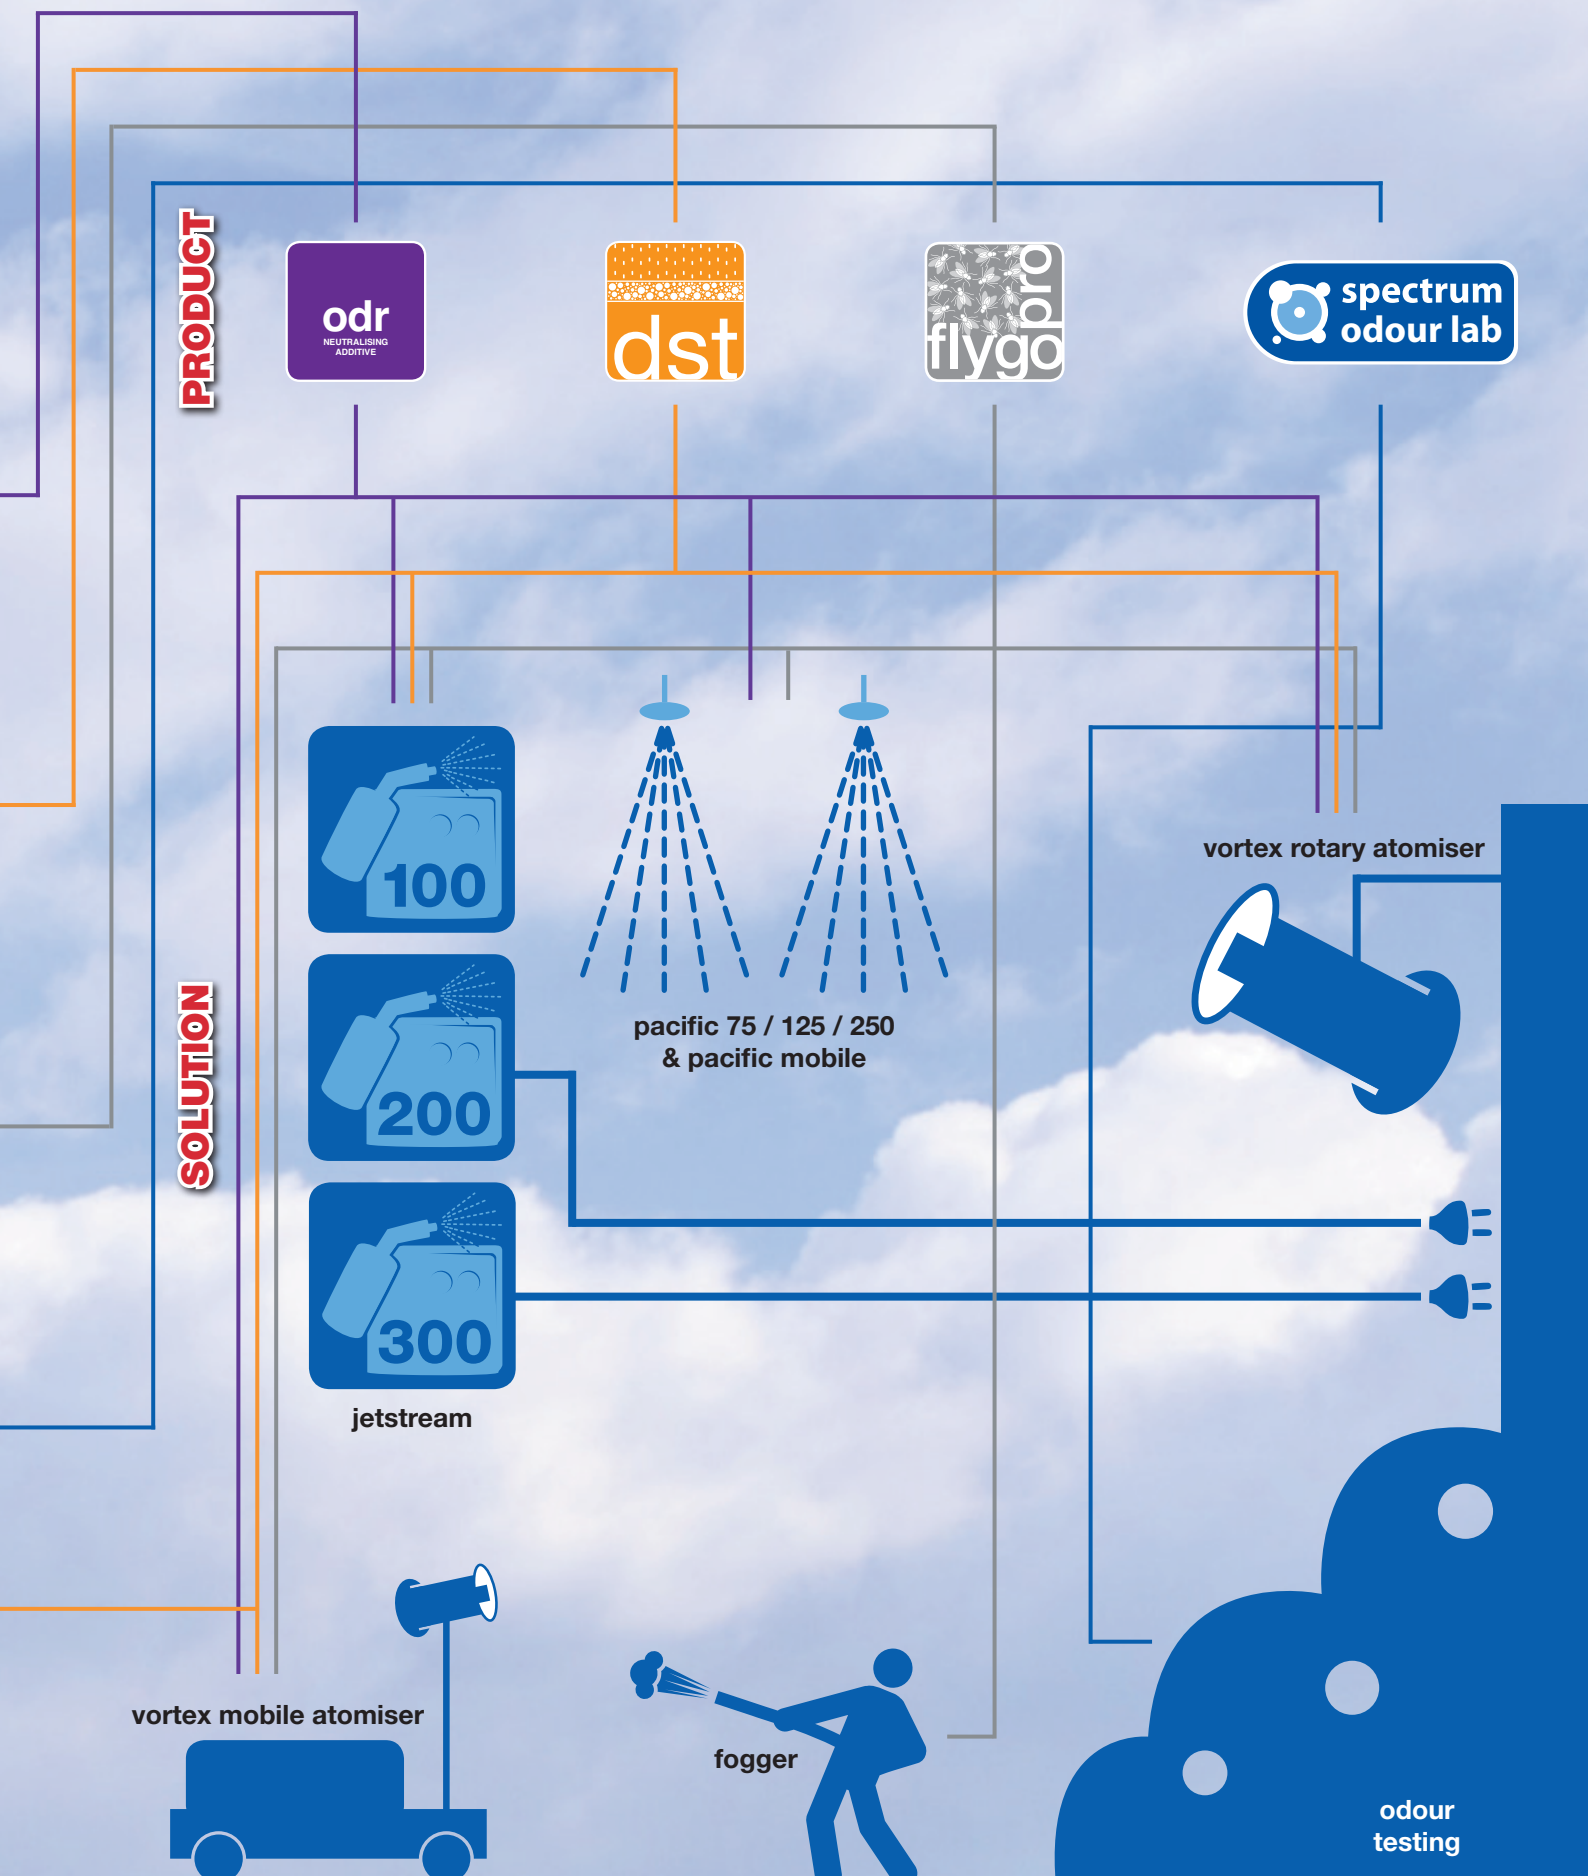 PRODUCT
odr
NEUTRALISING
ADDITIVE
dst
flygo
pro
spectrum
odour lab
SOLUTION
100
200
300
jetstream
pacific 75 / 125 / 250
& pacific mobile
vortex rotary atomiser
vortex mobile atomiser
fogger
odour
testing